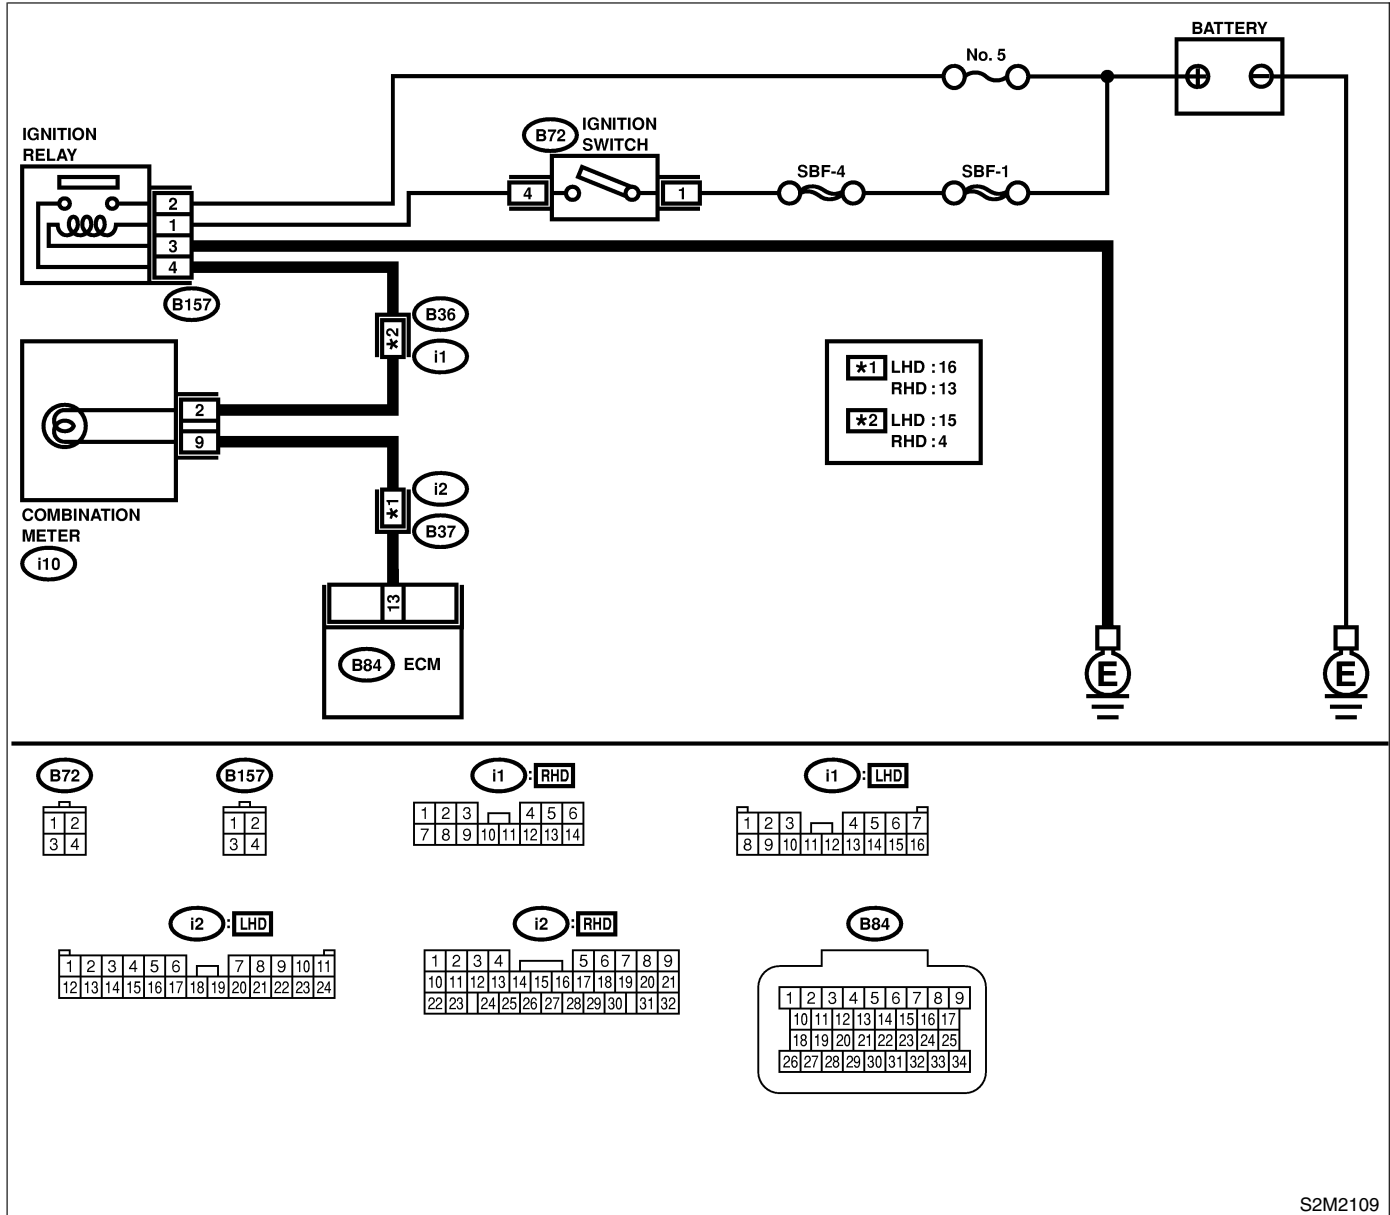 BATTERY
No. 5
IGNITION
RELAY
B72
IGNITION
SWITCH
SBF-4
SBF-1
4
1
2
1
3
4
B157
B36
*2
i1
*1 LHD : 16
RHD : 13
*2 LHD : 15
RHD : 4
2
9
i2
*1
B37
COMBINATION
METER
i10
13
B84 ECM
E
E
B72
1 2
3 4
B157
1 2
3 4
i1 : RHD
1 2 3 4 5 6
7 8 9 10 11 12 13 14
i1 : LHD
1 2 3 4 5 6 7
8 9 10 11 12 13 14 15 16
i2 : LHD
1 2 3 4 5 6 7 8 9 10 11
12 13 14 15 16 17 18 19 20 21 22 23 24
i2 : RHD
1 2 3 4 5 6 7 8 9
10 11 12 13 14 15 16 17 18 19 20 21
22 23 24 25 26 27 28 29 30 31 32
B84
1 2 3 4 5 6 7 8 9
10 11 12 13 14 15 16 17
18 19 20 21 22 23 24 25
26 27 28 29 30 31 32 33 34
S2M2109